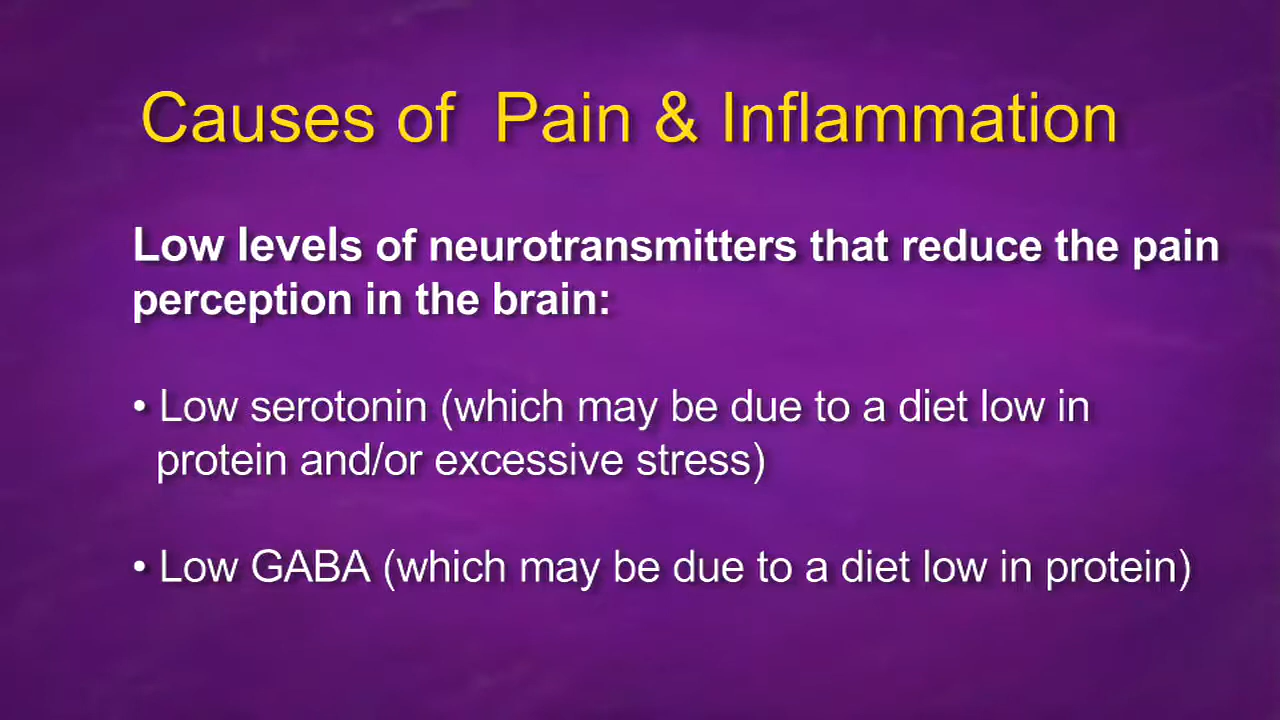 Causes of  Pain & Inflammation
Low levels of neurotransmitters that reduce the pain
perception in the brain:
• Low serotonin (which may be due to a diet low in
protein and/or excessive stress)
• Low GABA (which may be due to a diet low in protein)